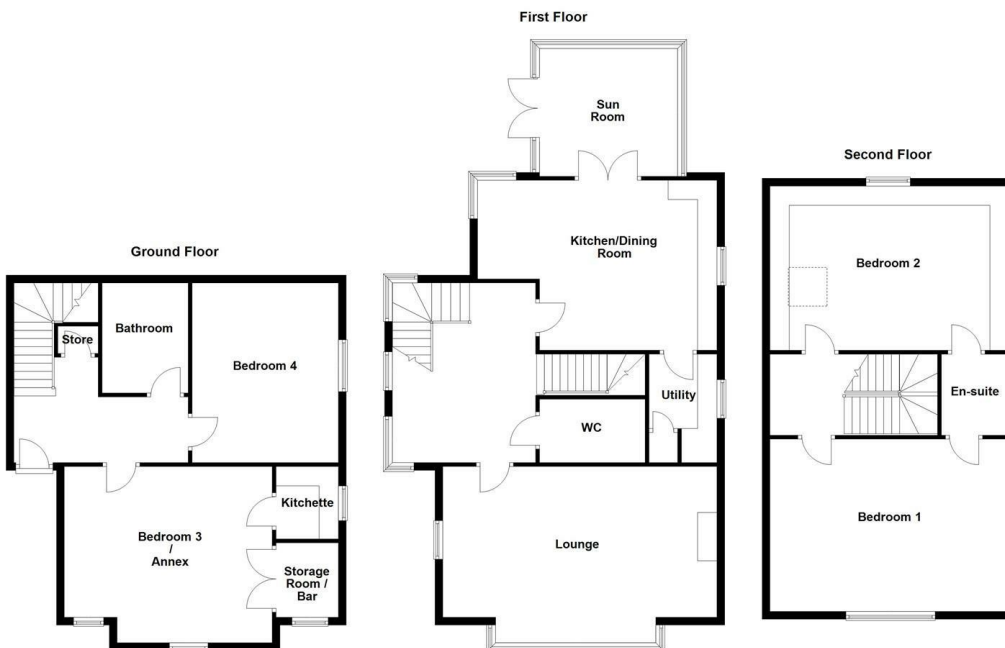 Ground Floor
Store
Bathroom
Bedroom 4
Bedroom 3
/
Annex
Kitchette
Storage
Room /
Bar
First Floor
Sun
Room
Kitchen/Dining
Room
Utility
WC
Lounge
Second Floor
Bedroom 2
En-suite
Bedroom 1